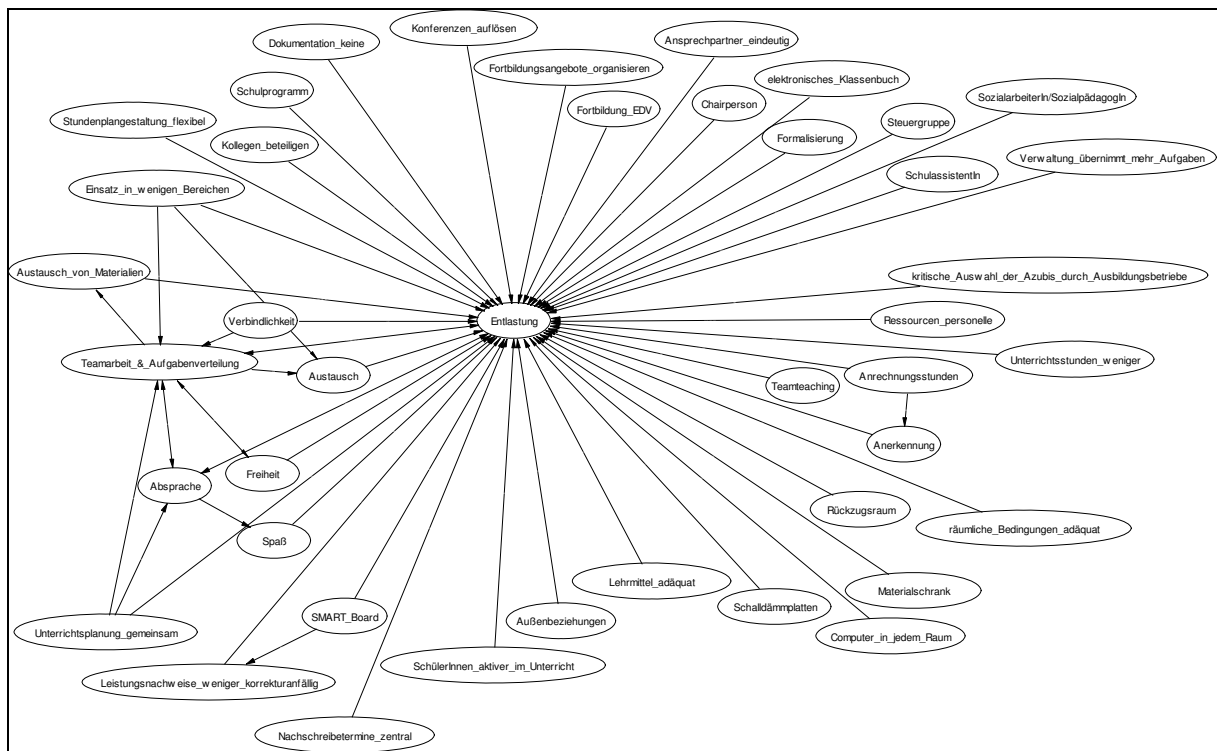 Konferenzen_auflösen
Dokumentation_keine
Ansprechpartner_eindeutig
Fortbildungsangebote_organisieren
elektronisches_Klassenbuch
Schulprogramm
SozialarbeiterIn/SozialpädagogIn
Fortbildung_EDV
Chairperson
Stundenplangestaltung_flexibel
Steuergruppe
Kollegen_beteiligen
Formalisierung
Verwaltung_übernimmt_mehr_Aufgaben
SchulassistentIn
Einsatz_in_wenigen_Bereichen
Austausch_von_Materialien
kritische_Auswahl_der_Azubis_durch_Ausbildungsbetriebe
Verbindlichkeit
Entlastung
Ressourcen_personelle
Teamarbeit_&_Aufgabenverteilung
Unterrichtsstunden_weniger
Austausch
Teamteaching
Anrechnungsstunden
Anerkennung
Freiheit
Absprache
Rückzugsraum
räumliche_Bedingungen_adäquat
Spaß
Lehrmittel_adäquat
Materialschrank
Schalldämmplatten
SMART_Board
Außenbeziehungen
Unterrichtsplanung_gemeinsam
Computer_in_jedem_Raum
SchülerInnen_aktiver_im_Unterricht
Leistungsnachweise_weniger_korrekturanfällig
Nachschreibetermine_zentral